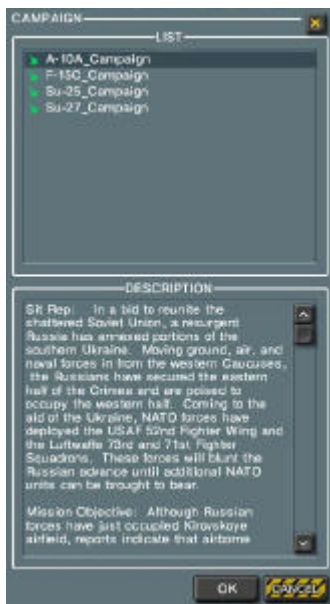 CAMPAIGN
LIST
A-10A_Campaign
F-15C_Campaign
Su-25_Campaign
Su-27_Campaign
DESCRIPTION
Sit Rep: In a bid to reunite the
shattered Soviet Union, a resurgent
Russia has annexed portions of the
southern Ukraine. Moving ground, air, and
naval forces in from the western Caucuses,
the Russians have secured the eastern
half of the Crimea and are poised to
occupy the western half. Coming to the
aid of the Ukraine, NATO forces have
deployed the USAF 52nd Fighter Wing and
the Luftwaffe 73rd and 71st Fighter
Squadrons. These forces will blunt the
Russian advance until additional NATO
units can be brought to bear.
Mission Objective: Although Russian
forces have just occupied Kirovskoye
airfield, reports indicate that airborne
OK
CANCEL